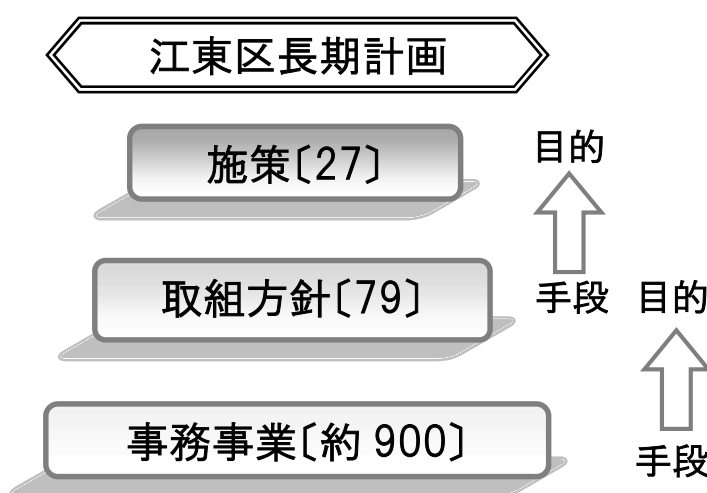 江東区長期計画
施策〔27〕
目的
取組方針〔79〕
手段 目的
事務事業〔約 900〕
手段